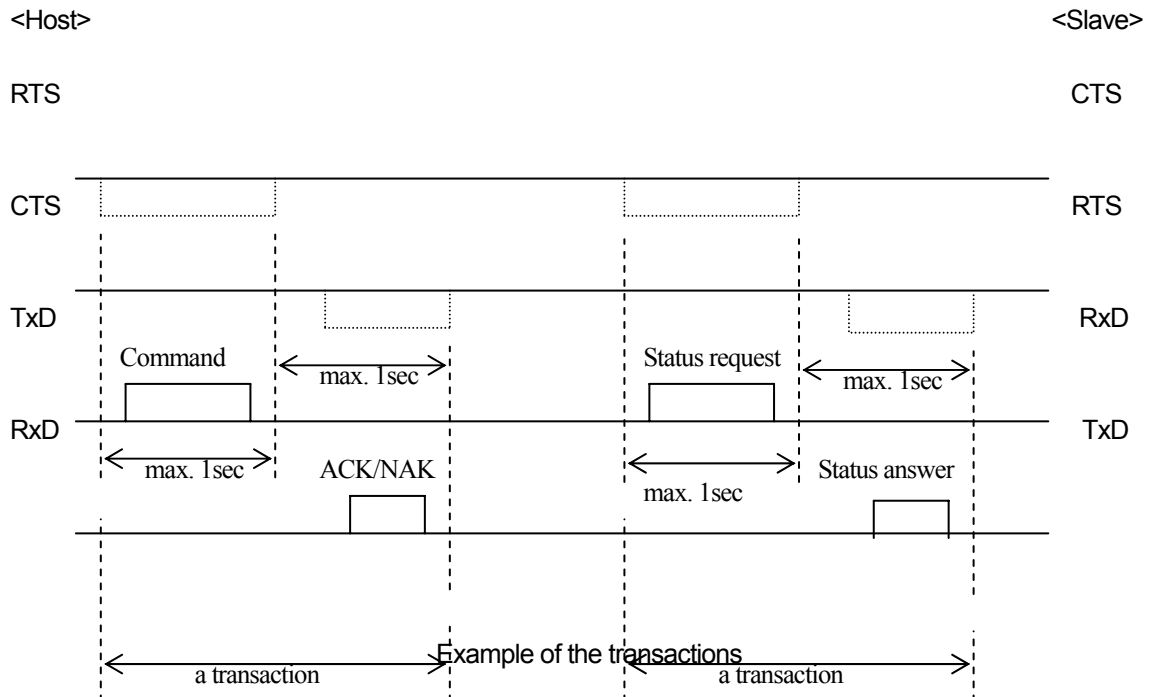 <Host> <Slave>
RTS CTS
CTS RTS
TxD RxD
Command Status request
max. 1sec max. 1sec
RxD TxD
max. 1sec ACK/NAK max. 1sec Status answer
Example of the transactions
a transaction a transaction